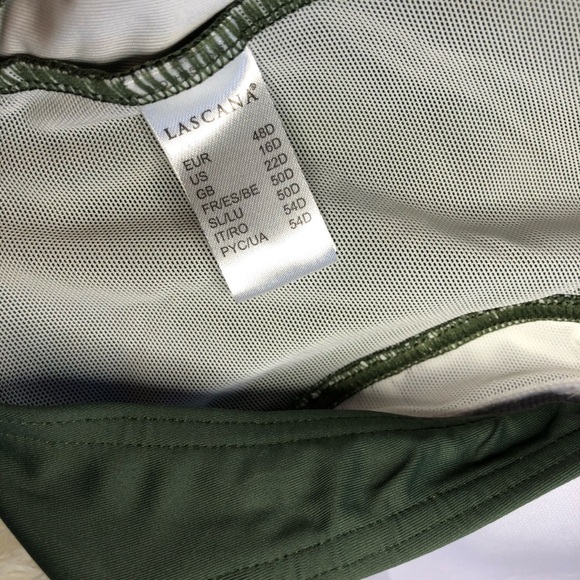 LASCANA®
EUR 48D
US 16D
GB 22D
FR/ES/BE 50D
SL/LU 50D
IT/RO 54D
PYC/UA 54D